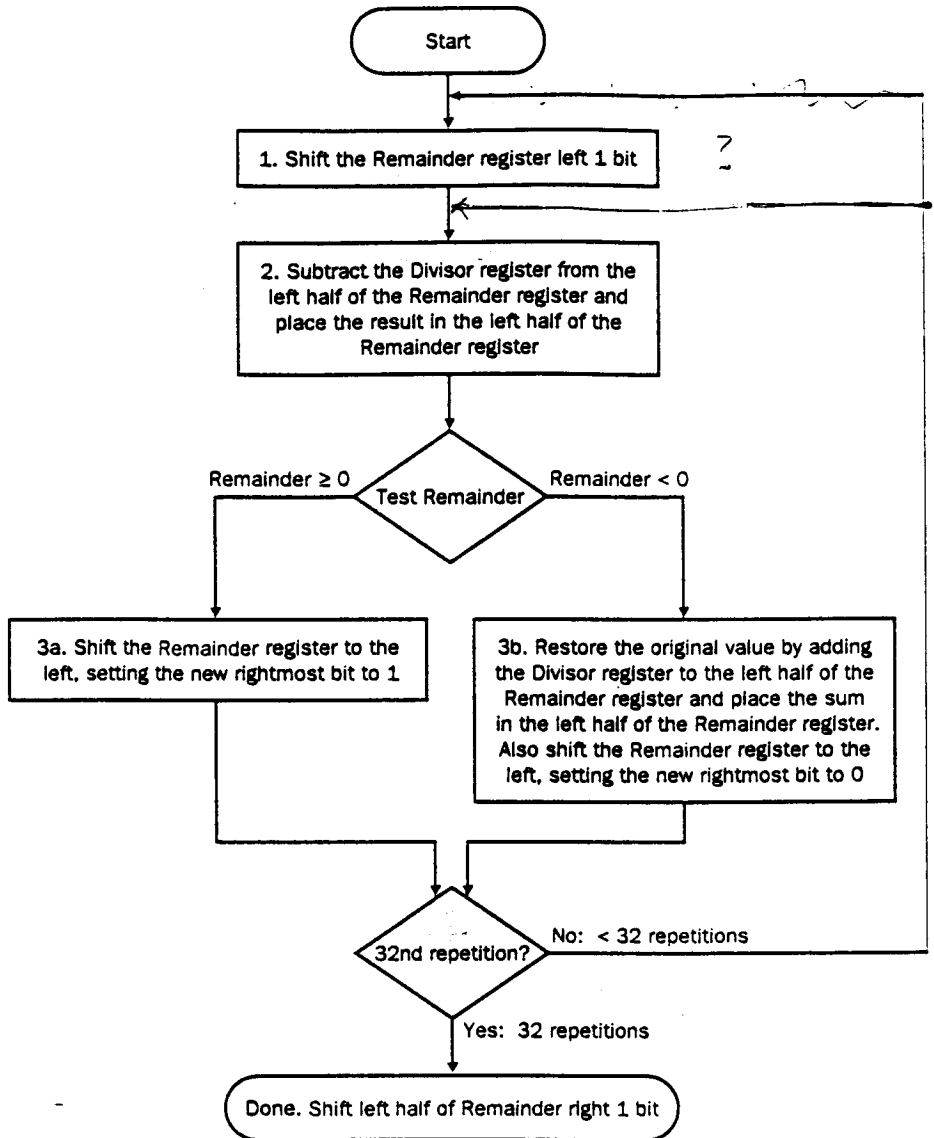 Start
?
1. Shift the Remainder register left 1 bit
2. Subtract the Divisor register from the
left half of the Remainder register and
place the result in the left half of the
Remainder register
Remainder ≥ 0
Test Remainder
Remainder < 0
3a. Shift the Remainder register to the
left, setting the new rightmost bit to 1
3b. Restore the original value by adding
the Divisor register to the left half of the
Remainder register and place the sum
in the left half of the Remainder register.
Also shift the Remainder register to the
left, setting the new rightmost bit to 0
32nd repetition?
No: < 32 repetitions
Yes: 32 repetitions
Done. Shift left half of Remainder right 1 bit